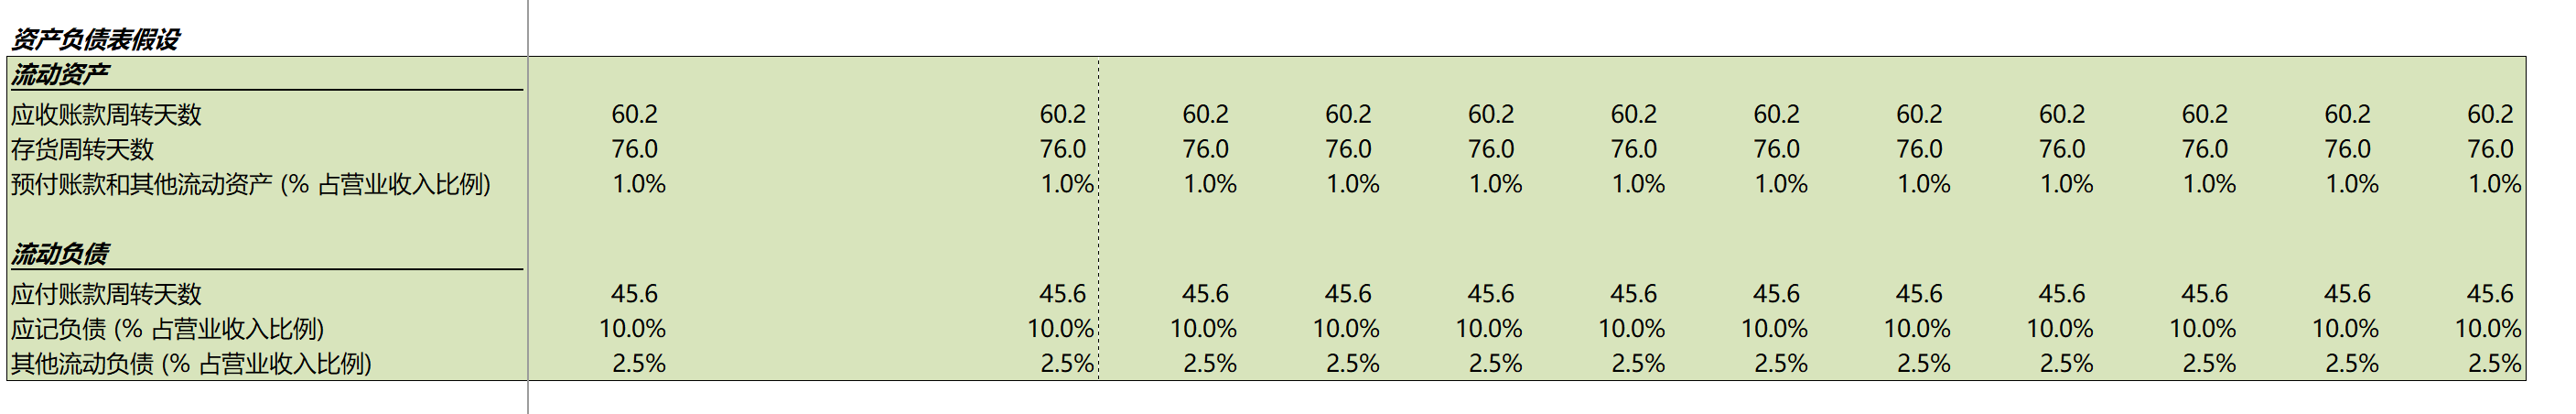 资产负债表假设
流动资产
应收账款周转天数 60.2 60.2 60.2 60.2 60.2 60.2 60.2 60.2 60.2 60.2 60.2 60.2
存货周转天数 76.0 76.0 76.0 76.0 76.0 76.0 76.0 76.0 76.0 76.0 76.0 76.0
预付账款和其他流动资产 (% 占营业收入比例) 1.0% 1.0% 1.0% 1.0% 1.0% 1.0% 1.0% 1.0% 1.0% 1.0% 1.0% 1.0%
流动负债
应付账款周转天数 45.6 45.6 45.6 45.6 45.6 45.6 45.6 45.6 45.6 45.6 45.6 45.6
应记负债 (% 占营业收入比例) 10.0% 10.0% 10.0% 10.0% 10.0% 10.0% 10.0% 10.0% 10.0% 10.0% 10.0% 10.0%
其他流动负债 (% 占营业收入比例) 2.5% 2.5% 2.5% 2.5% 2.5% 2.5% 2.5% 2.5% 2.5% 2.5% 2.5% 2.5%